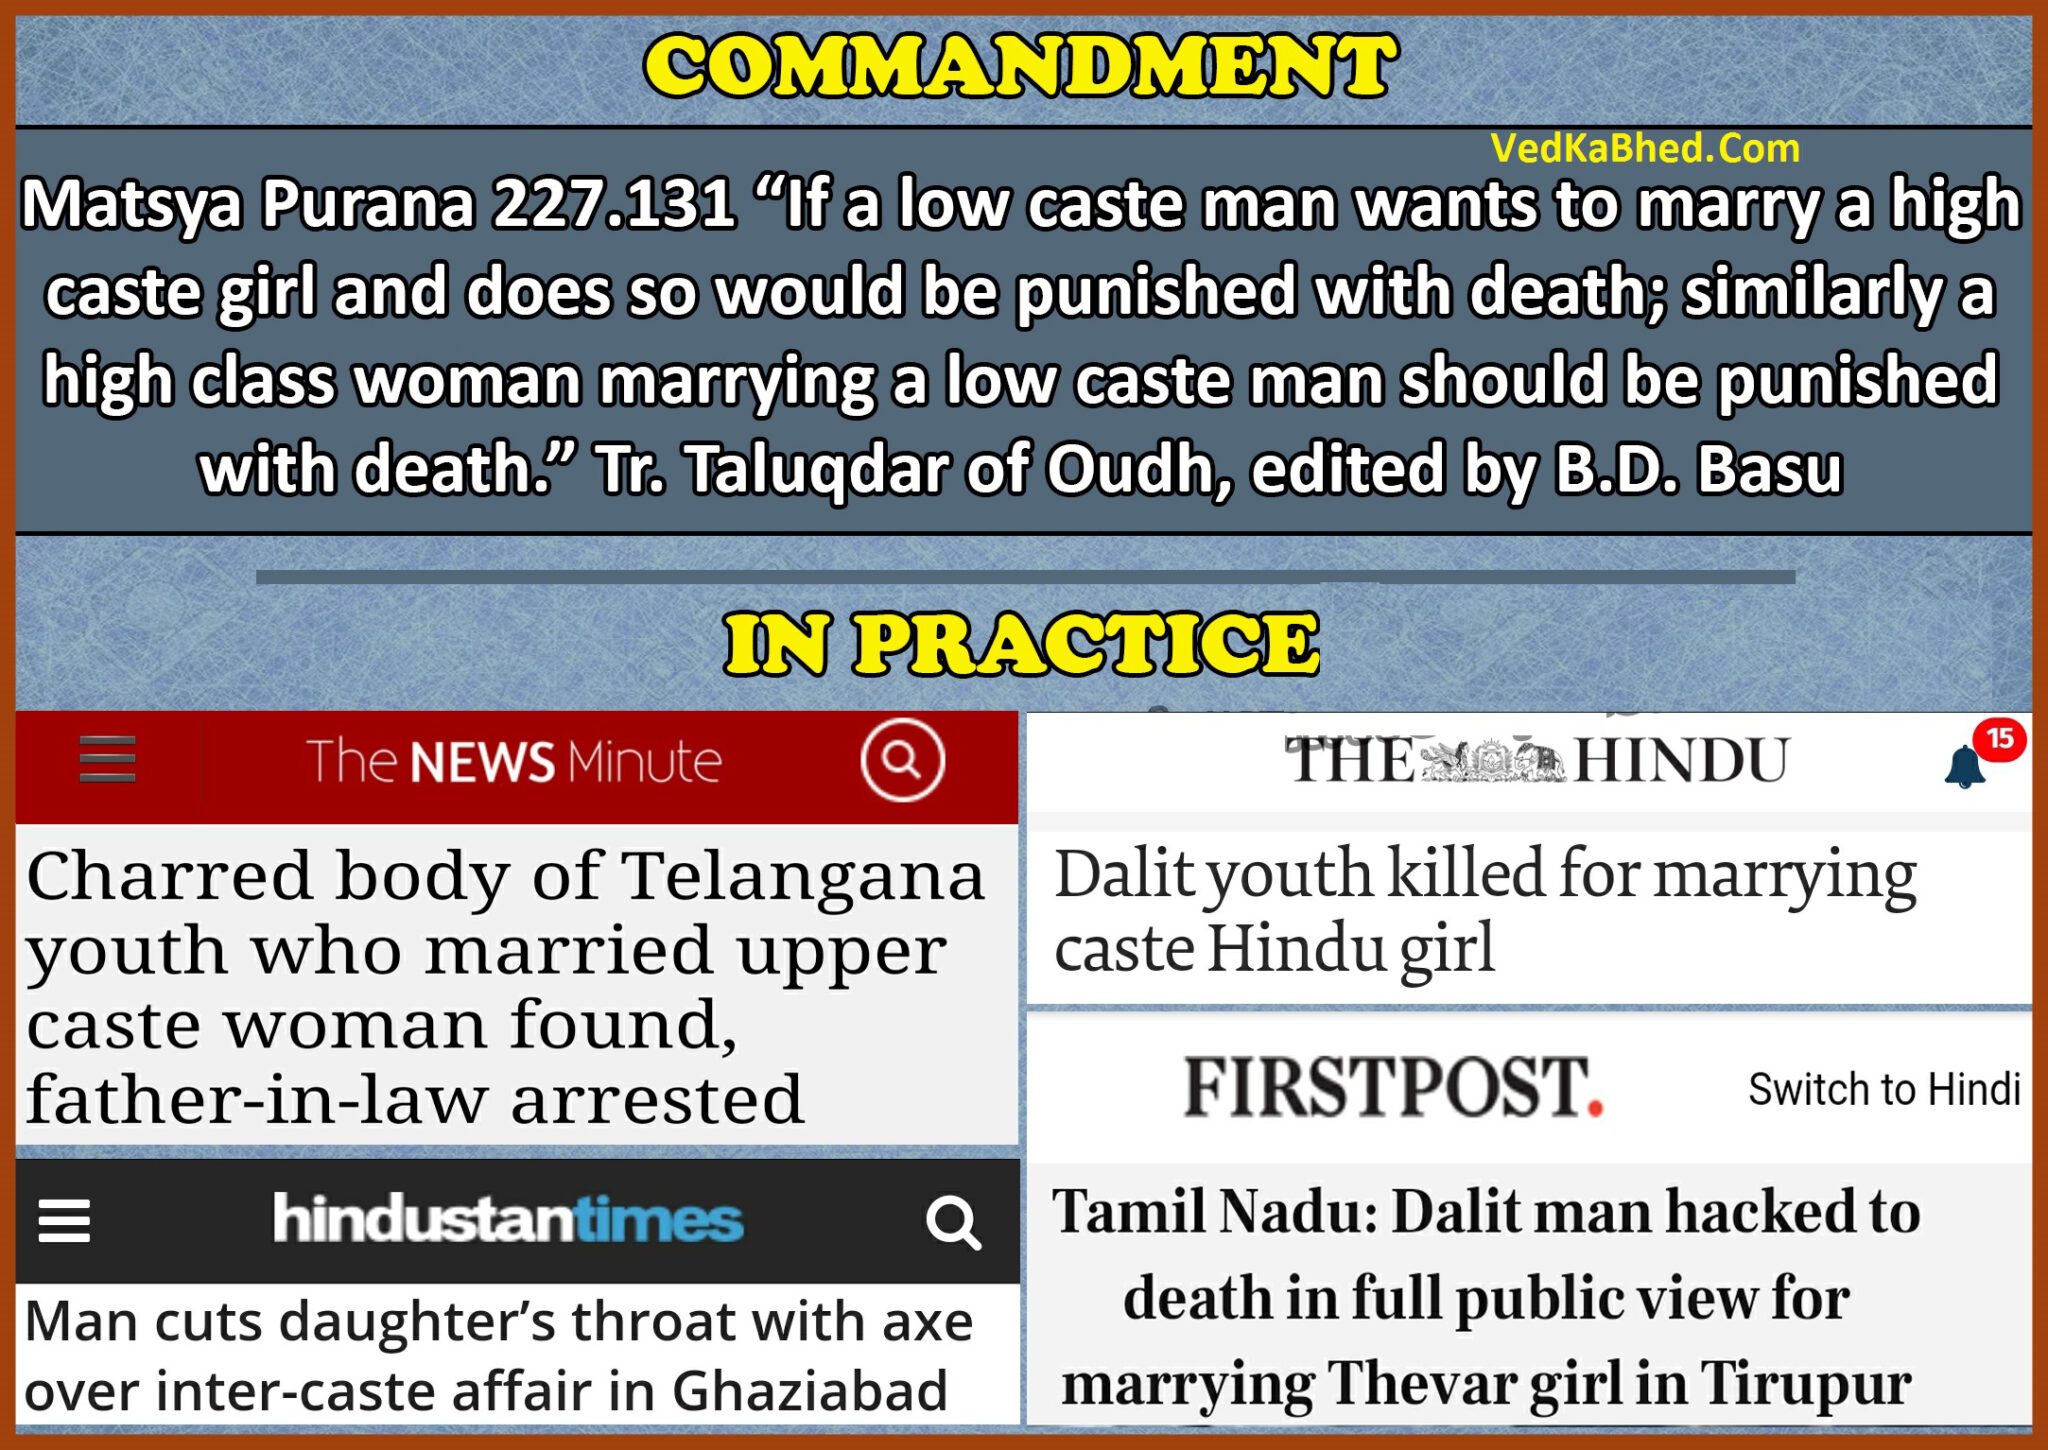 COMMANDMENT
VedKaBhed.Com
Matsya Purana 227.131 “If a low caste man wants to marry a high
caste girl and does so would be punished with death; similarly a
high class woman marrying a low caste man should be punished
with death.” Tr. Taluqdar of Oudh, edited by B.D. Basu
IN PRACTICE
The NEWS Minute
Charred body of Telangana
youth who married upper
caste woman found,
father-in-law arrested
THE HINDU
15
Dalit youth killed for marrying
caste Hindu girl
FIRSTPOST.
Switch to Hindi
Tamil Nadu: Dalit man hacked to
death in full public view for
marrying Thevar girl in Tirupur
hindustantimes
Man cuts daughter’s throat with axe
over inter-caste affair in Ghaziabad